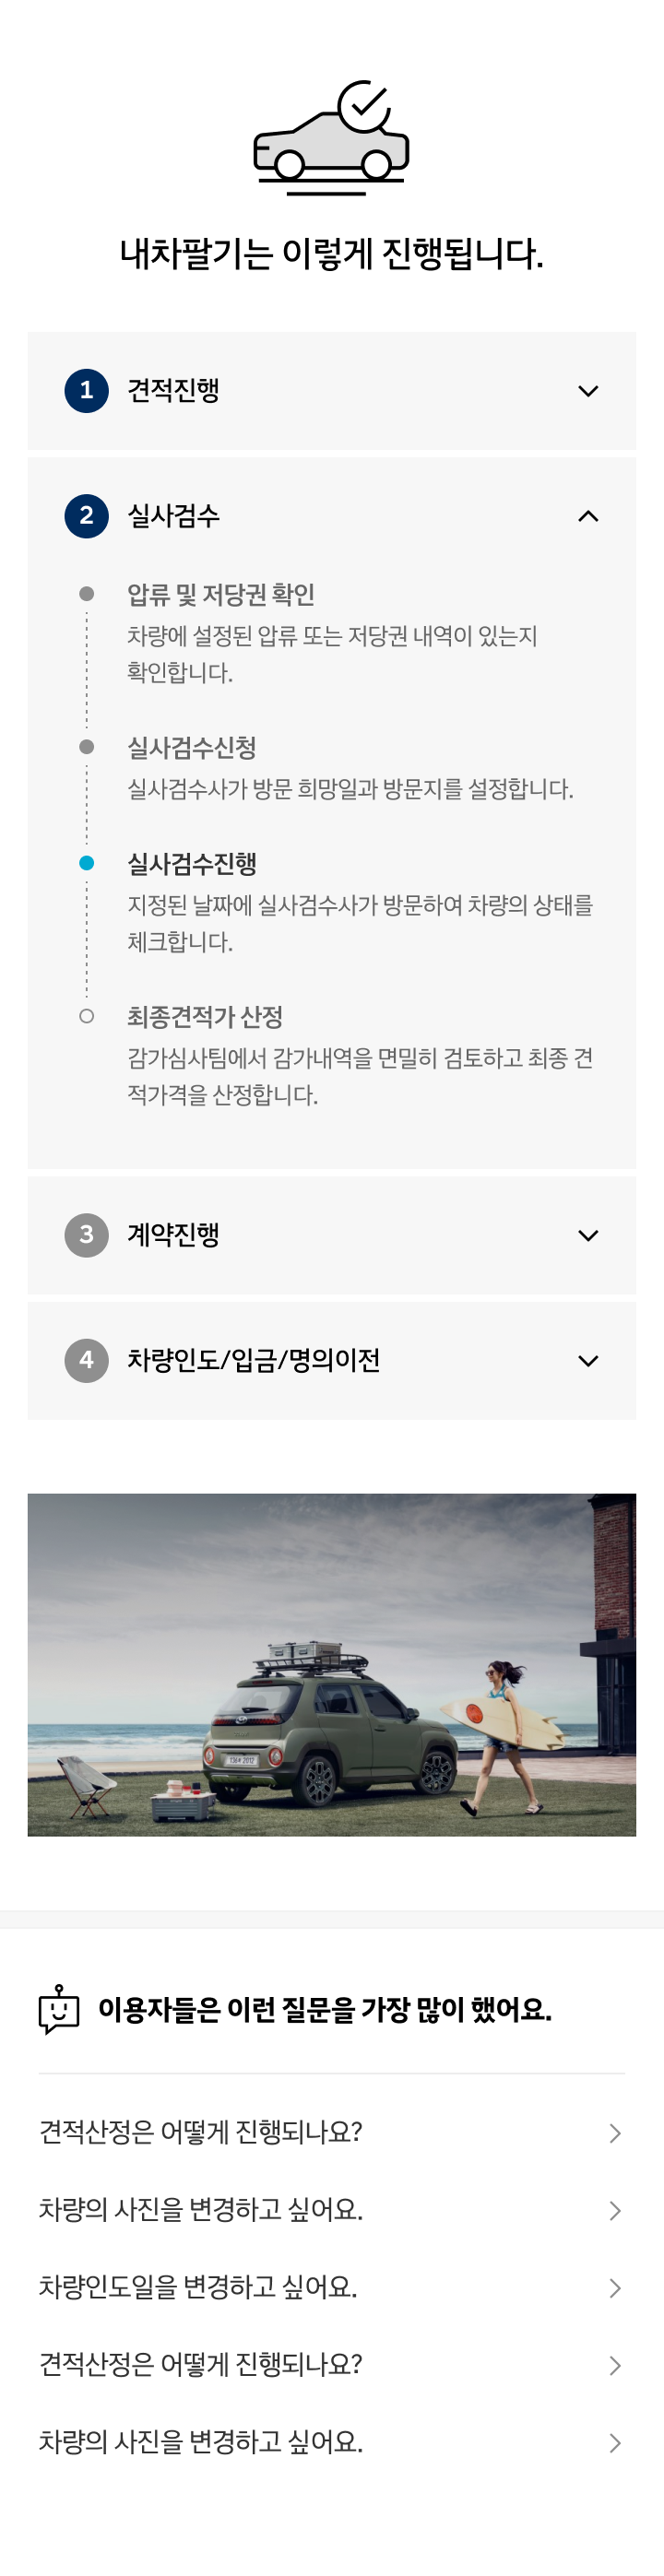 내차팔기는 이렇게 진행됩니다.
1 견적진행
2 실사검수
압류 및 저당권 확인
차량에 설정된 압류 또는 저당권 내역이 있는지
확인합니다.
실사검수신청
실사검수사가 방문 희망일과 방문지를 설정합니다.
실사검수진행
지정된 날짜에 실사검수사가 방문하여 차량의 상태를
체크합니다.
최종견적가 산정
감가심사팀에서 감가내역을 면밀히 검토하고 최종 견
적가격을 산정합니다.
3 계약진행
4 차량인도/입금/명의이전
이용자들은 이런 질문을 가장 많이 했어요.
견적산정은 어떻게 진행되나요?
차량의 사진을 변경하고 싶어요.
차량인도일을 변경하고 싶어요.
견적산정은 어떻게 진행되나요?
차량의 사진을 변경하고 싶어요.